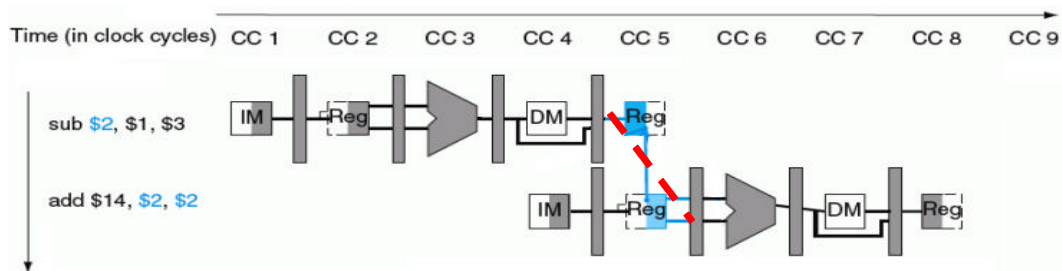 Time (in clock cycles) CC 1 CC 2 CC 3 CC 4 CC 5 CC 6 CC 7 CC 8 CC 9
sub $2, $1, $3
IM Reg DM Reg
add $14, $2, $2
IM Reg DM Reg